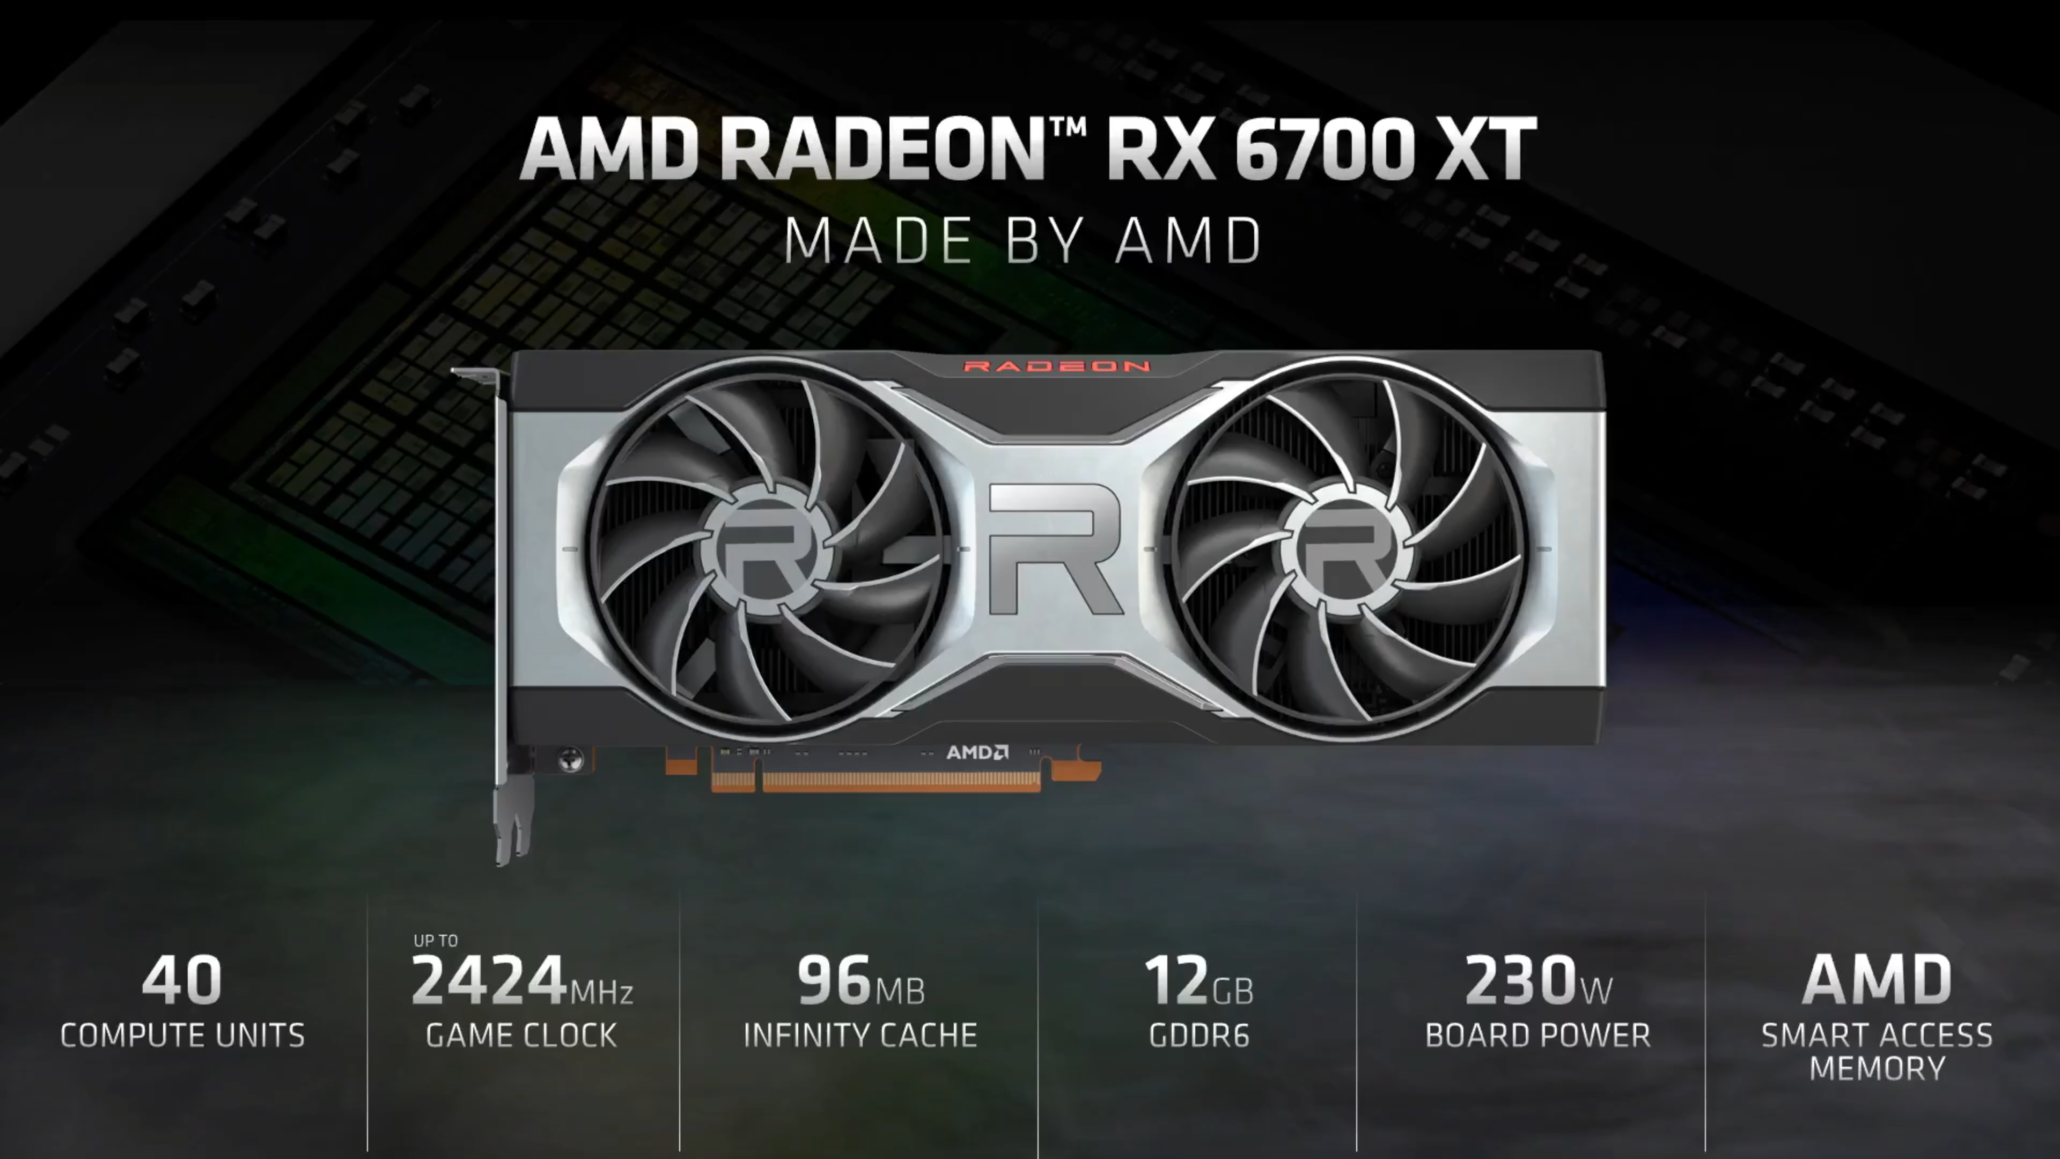 AMD RADEON™ RX 6700 XT
MADE BY AMD
RADEON
R
R
R
AMD
40
COMPUTE UNITS
UP TO
2424MHz
GAME CLOCK
96MB
INFINITY CACHE
12GB
GDDR6
230W
BOARD POWER
AMD
SMART ACCESS
MEMORY